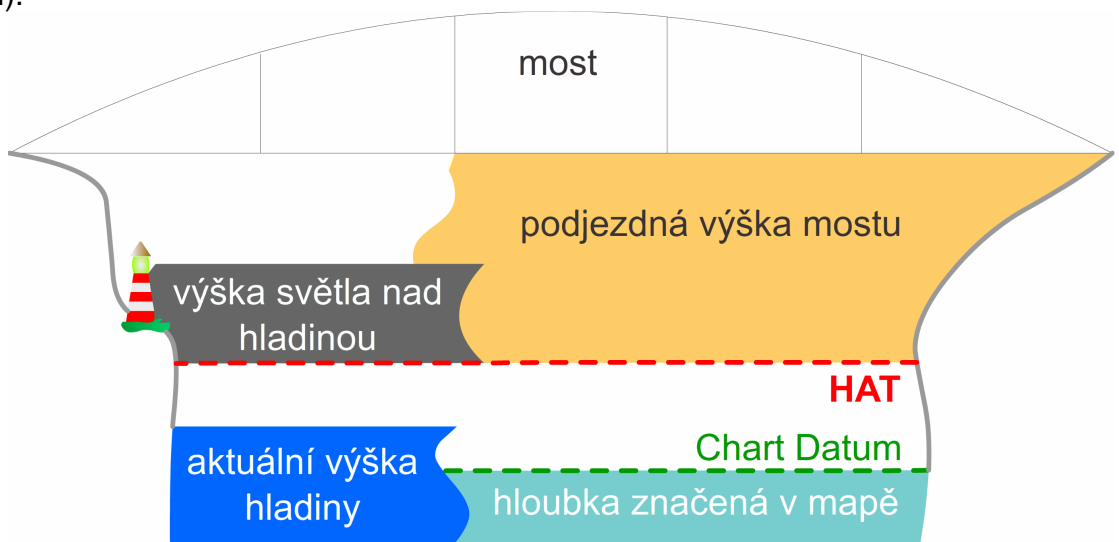 ).
most
podjezdná výška mostu
výška světla nad
hladinou
HAT
Chart Datum
aktuální výška
hladiny
hloubka značená v mapě